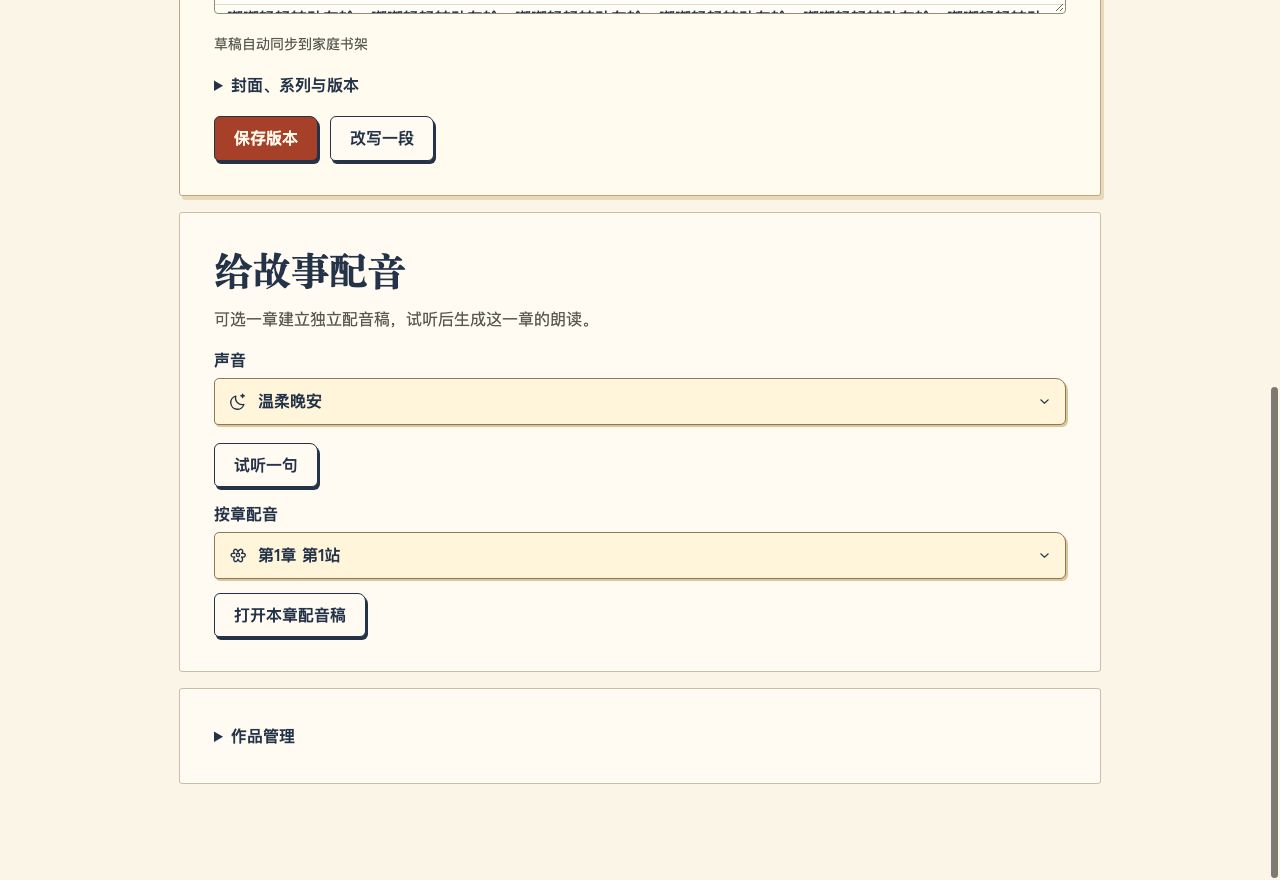 草稿自动同步到家庭书架
封面、系列与版本
保存版本
改写一段
给故事配音
可选一章建立独立配音稿，试听后生成这一章的朗读。
声音
温柔晚安
试听一句
按章配音
第1章 第1站
打开本章配音稿
作品管理